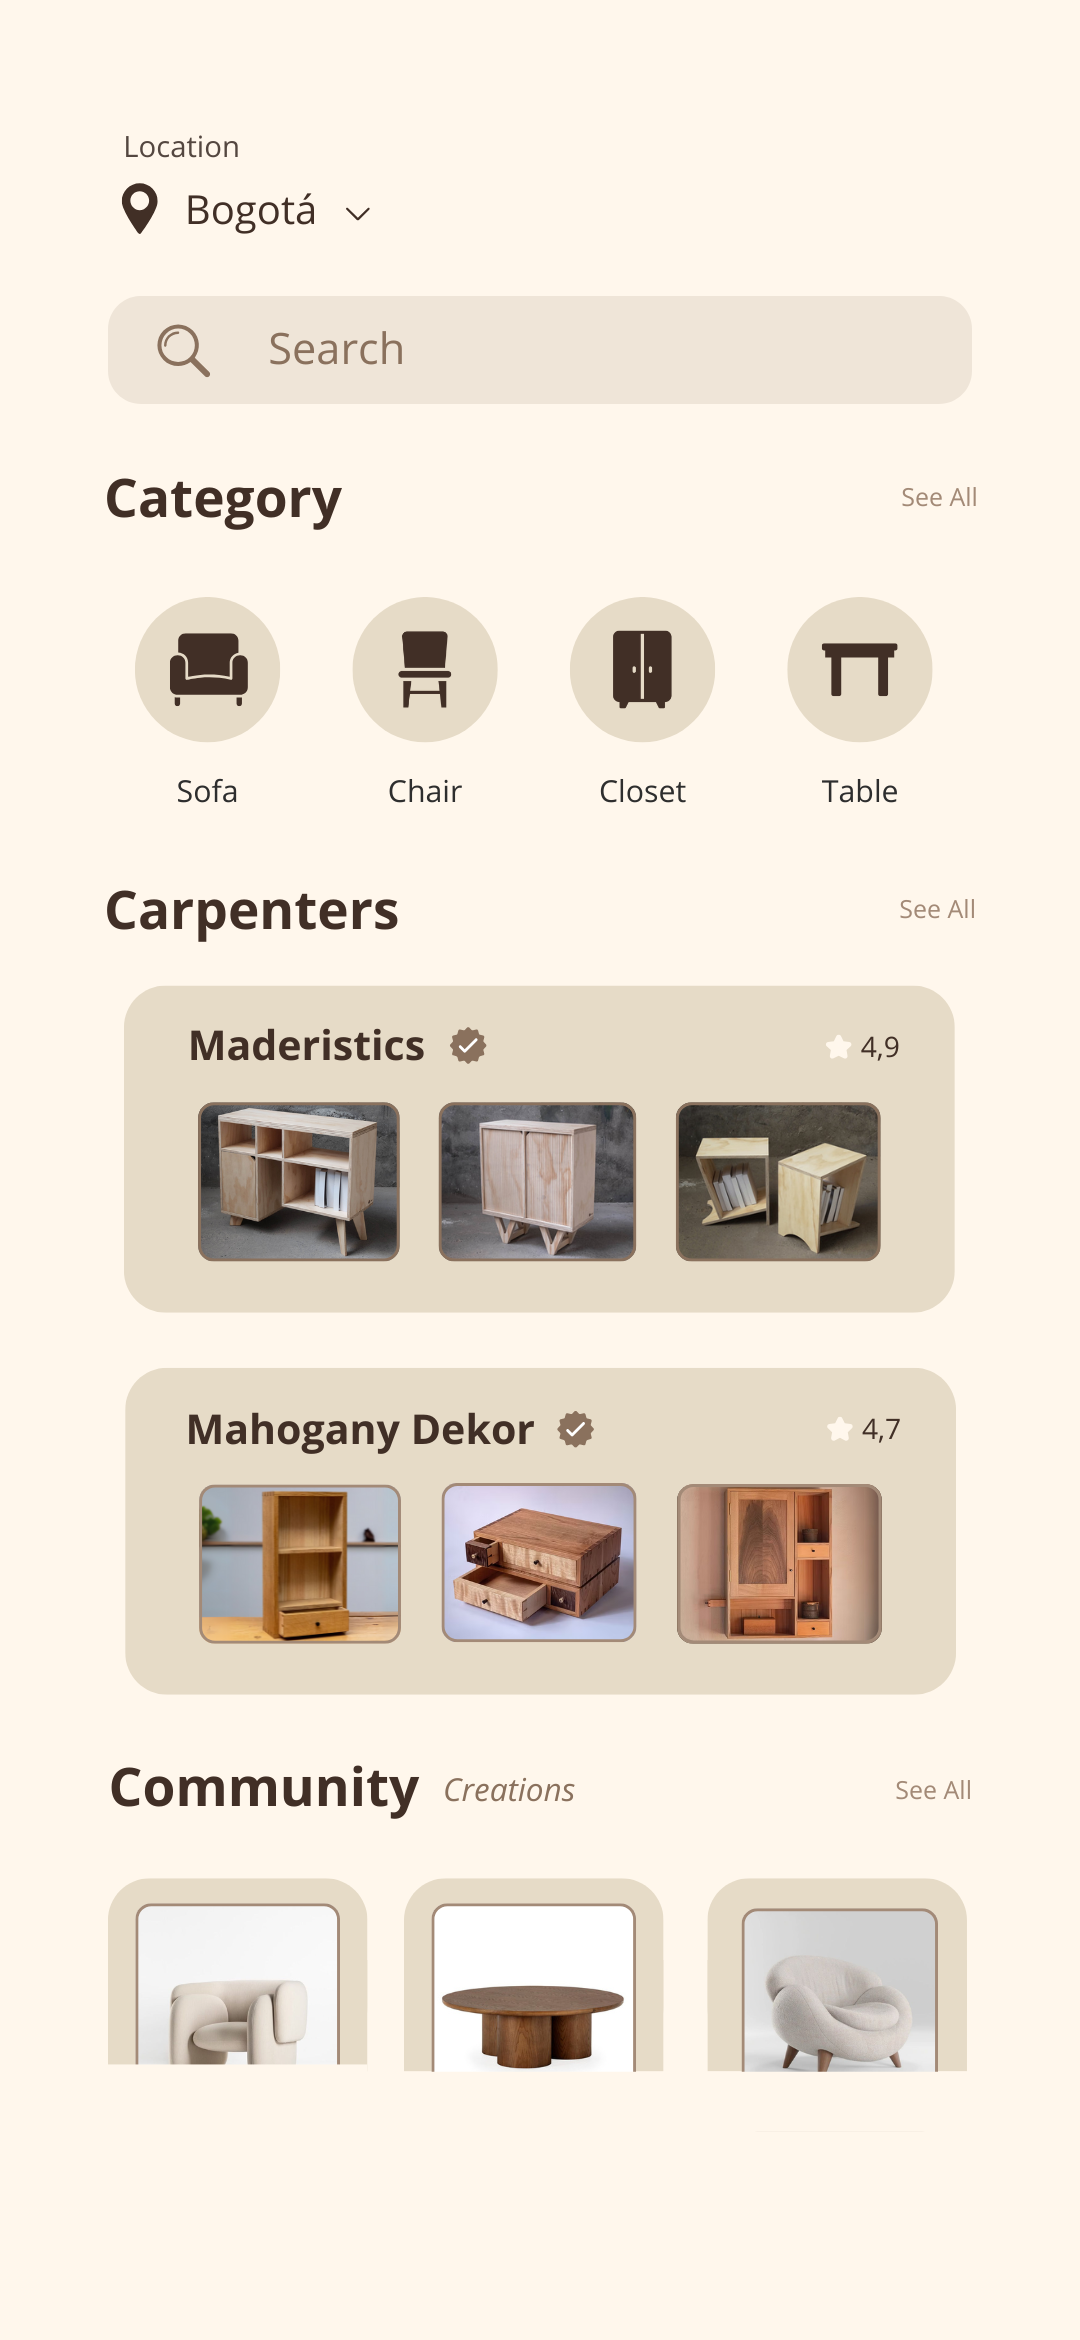 Location
Bogotá
Search
Category
See All
Sofa
Chair
Closet
Table
Carpenters
See All
Maderistics
4,9
Mahogany Dekor
4,7
Community Creations
See All